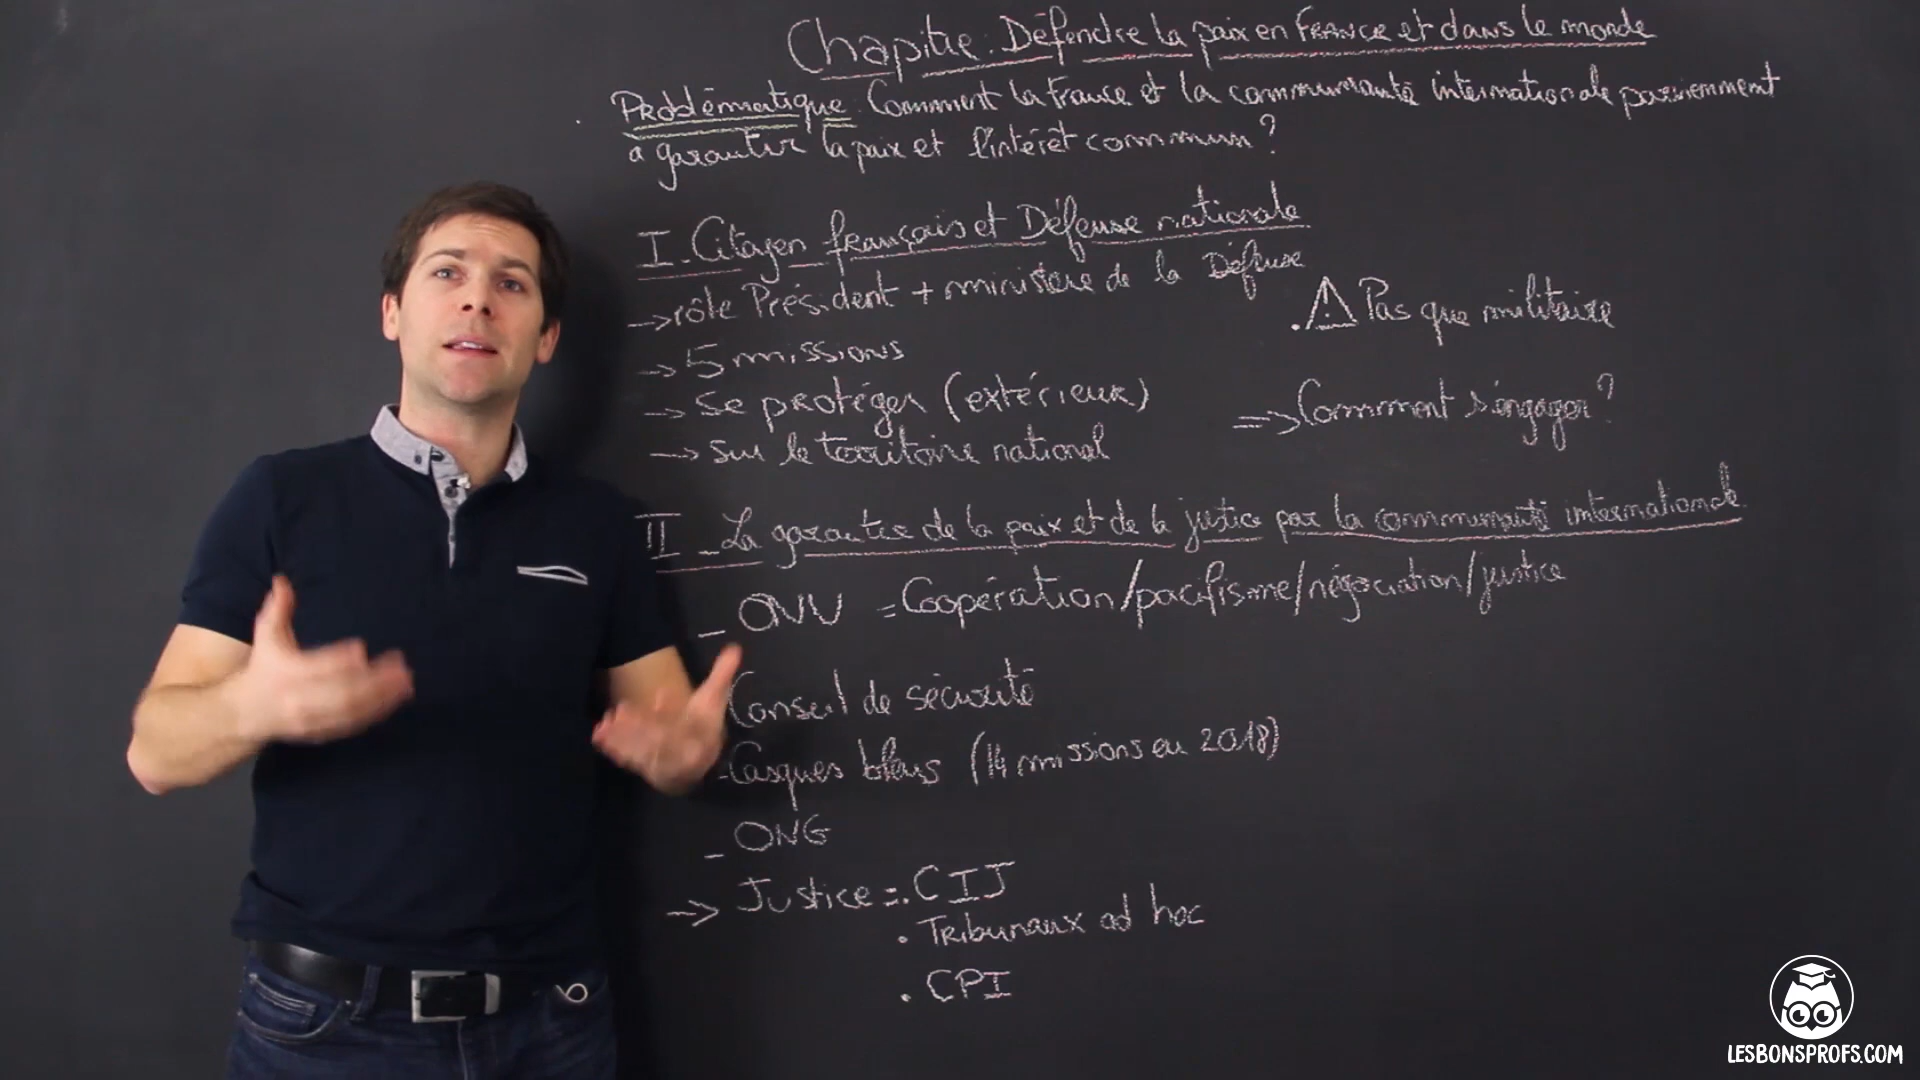 Chapitre : Défendre la paix en France et dans le monde
Problématique : Comment la France et la communauté internationale parviennent
à garantir la paix et l'intérêt commun ?
I - Citoyen français et Défense nationale
→ rôle Président + ministère de la Défense
⚠ Pas que militaire
→ 5 missions
→ se protéger (extérieur)
⇒ Comment s'engager ?
→ sur le territoire national
II - La garantie de la paix et de la justice par la communauté internationale
- ONU = Coopération/pacifisme/négociation/justice
Conseil de sécurité
- Casques bleus (14 missions en 2018)
- ONG
→ Justice = . CIJ
. Tribunaux ad hoc
. CPI
LESBONSPROFS.COM